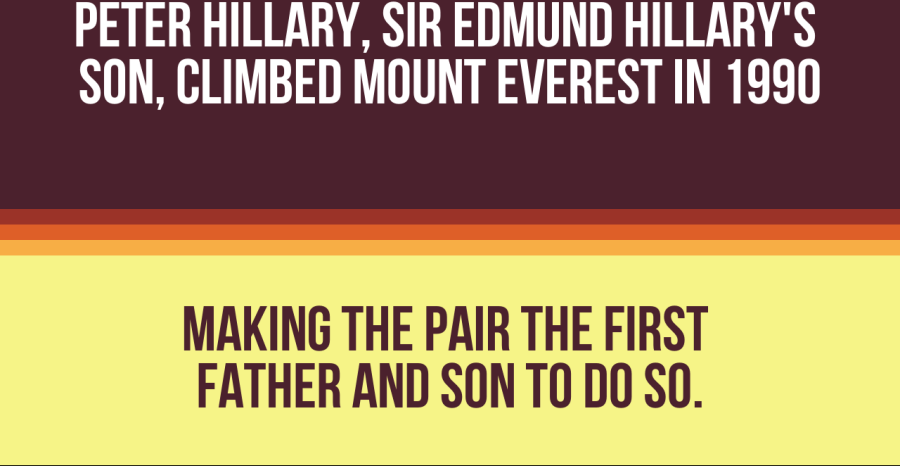 PETER HILLARY, SIR EDMUND HILLARY'S
SON, CLIMBED MOUNT EVEREST IN 1990
MAKING THE PAIR THE FIRST
FATHER AND SON TO DO SO.